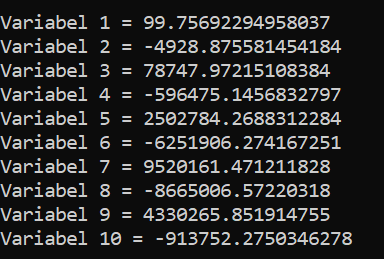 Variabel 1 = 99.75692294958037
Variabel 2 = -4928.875581454184
Variabel 3 = 78747.97215108384
Variabel 4 = -596475.1456832797
Variabel 5 = 2502784.2688312284
Variabel 6 = -6251906.274167251
Variabel 7 = 9520161.471211828
Variabel 8 = -8665006.57220318
Variabel 9 = 4330265.851914755
Variabel 10 = -913752.2750346278